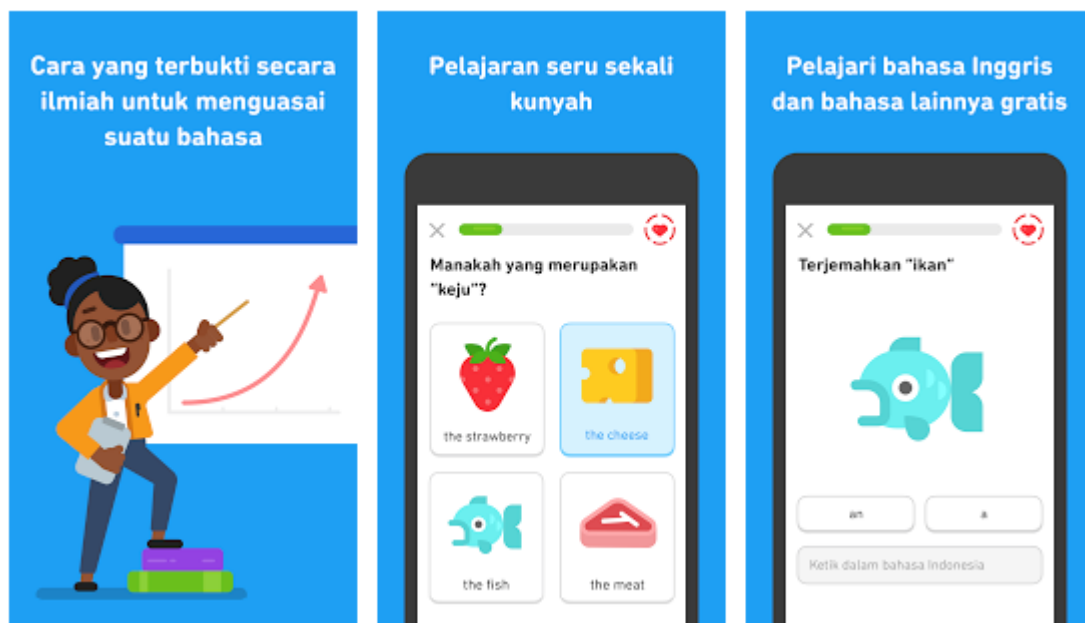 Cara yang terbukti secara
ilmiah untuk menguasai
suatu bahasa
Pelajaran seru sekali
kunyah
Manakah yang merupakan
"keju"?
the strawberry
the cheese
the fish
the meat
Pelajari bahasa Inggris
dan bahasa lainnya gratis
Terjemahkan "ikan"
an
a
Ketik dalam bahasa Indonesia